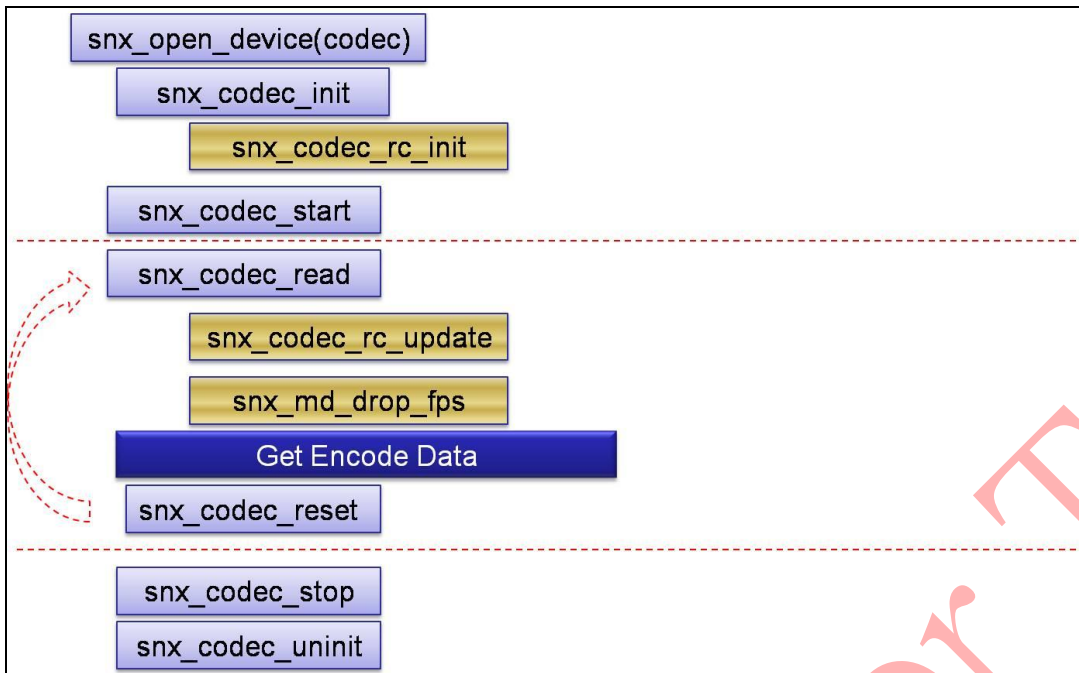 snx_open_device(codec)
snx_codec_init
snx_codec_rc_init
snx_codec_start
snx_codec_read
snx_codec_rc_update
snx_md_drop_fps
Get Encode Data
snx_codec_reset
snx_codec_stop
snx_codec_uninit